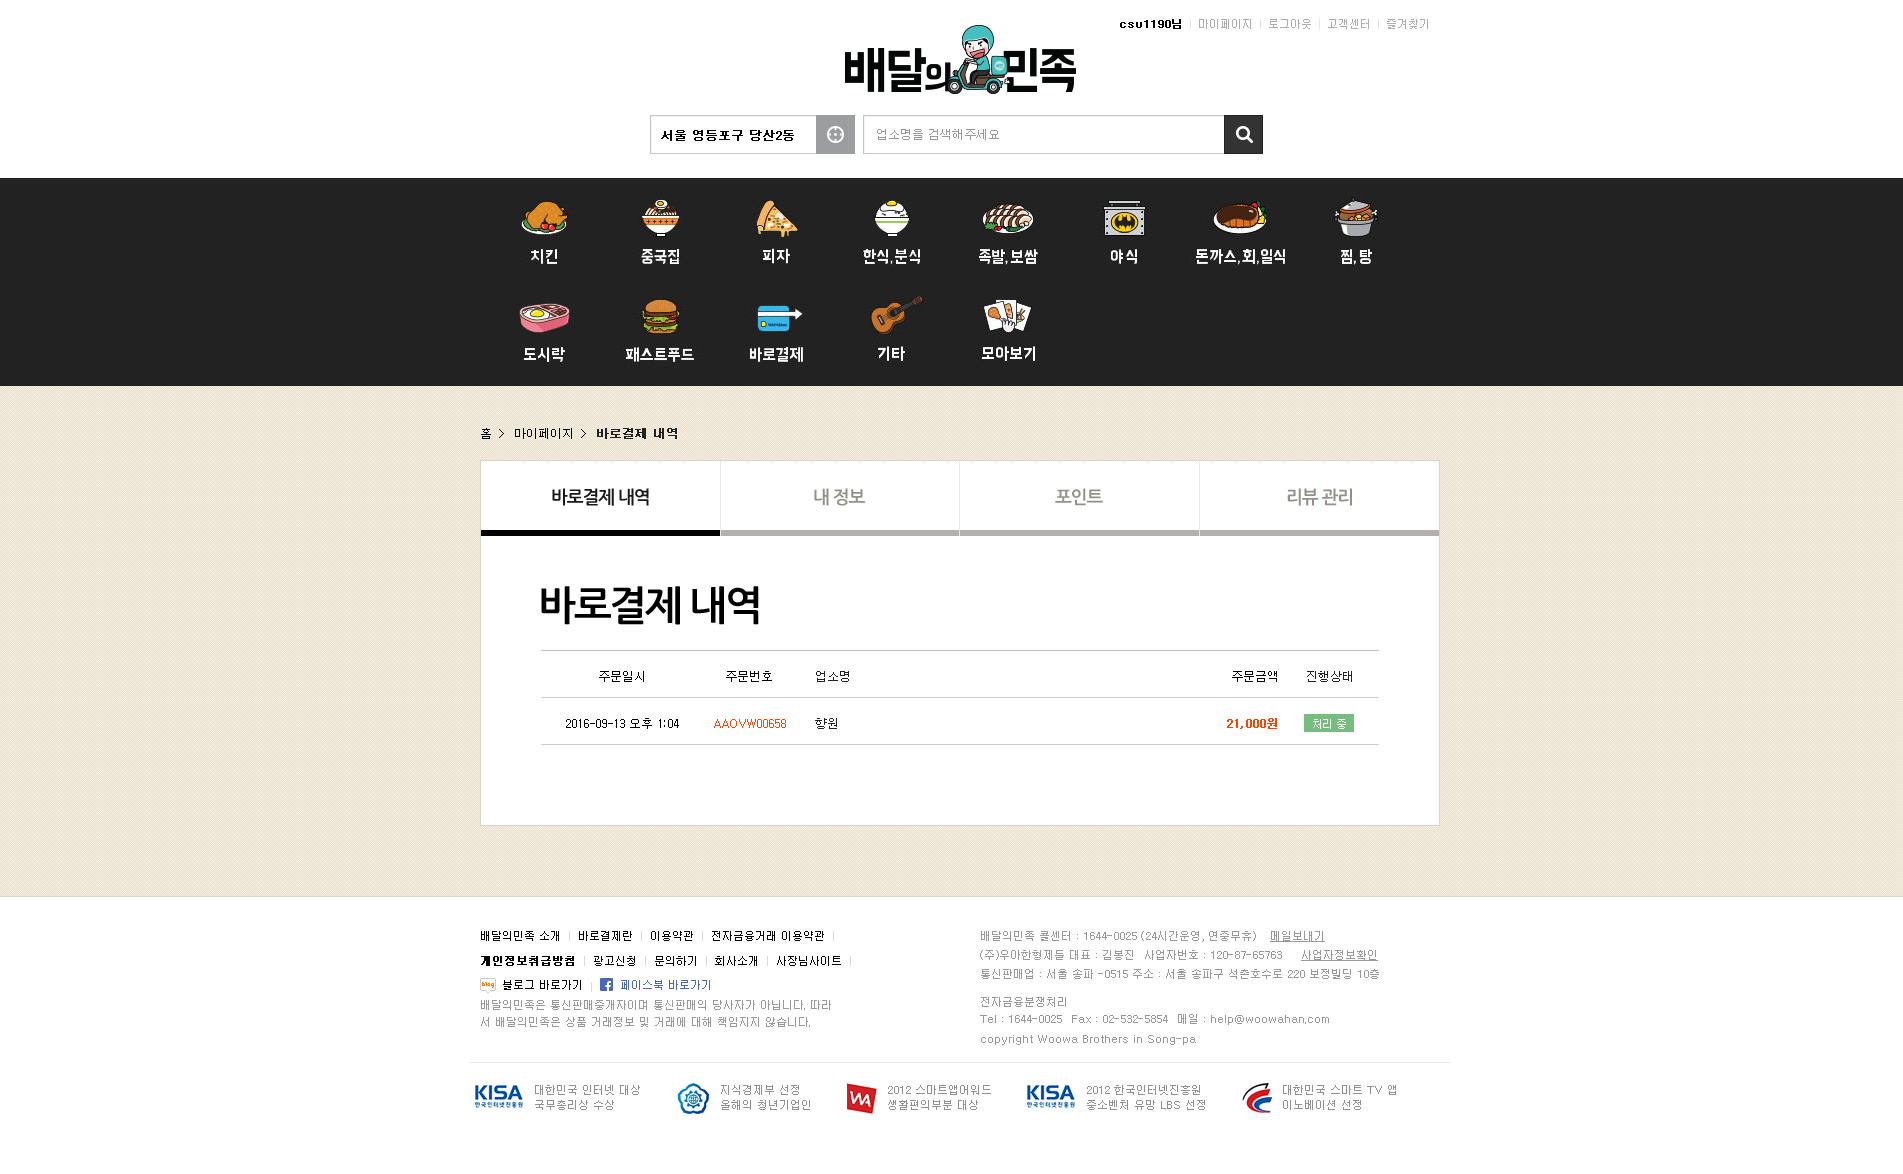 csu1190님 마이페이지 로그아웃 고객센터 즐겨찾기
배달의민족
서울 영등포구 당산2동 업소명을 검색해주세요
치킨 중국집 피자 한식,분식 족발,보쌈 야식 돈까스,회,일식 찜,탕
도시락 패스트푸드 바로결제 기타 모아보기
홈 > 마이페이지 > 바로결제 내역
바로결제 내역 내 정보 포인트 리뷰 관리
바로결제 내역
주문일시 주문번호 업소명 주문금액 진행상태
2016-09-13 오후 1:04 AAOVW00658 향원 21,000원 처리 중
배달의민족 소개 바로결제란 이용약관 전자금융거래 이용약관
개인정보취급방침 광고신청 문의하기 회사소개 사장님사이트
blog 블로그 바로가기 f 페이스북 바로가기
배달의민족은 통신판매중개자이며 통신판매의 당사자가 아닙니다. 따라
서 배달의민족은 상품 거래정보 및 거래에 대해 책임지지 않습니다.
배달의민족 콜센터 : 1644-0025 (24시간운영, 연중무휴) 메일보내기
(주)우아한형제들 대표 : 김봉진 사업자번호 : 120-87-65763 사업자정보확인
통신판매업 : 서울 송파 -0515 주소 : 서울 송파구 석촌호수로 220 보정빌딩 10층
전자금융분쟁처리
Tel : 1644-0025 Fax : 02-532-5854 메일 : help@woowahan.com
copyright Woowa Brothers in Song-pa
KISA 한국인터넷진흥원 대한민국 인터넷 대상
국무총리상 수상
지식경제부 선정
올해의 청년기업인
WA 2012 스마트앱어워드
생활편의부분 대상
KISA 한국인터넷진흥원 2012 한국인터넷진흥원
중소벤처 유망 LBS 선정
대한민국 스마트 TV 앱
이노베이션 선정